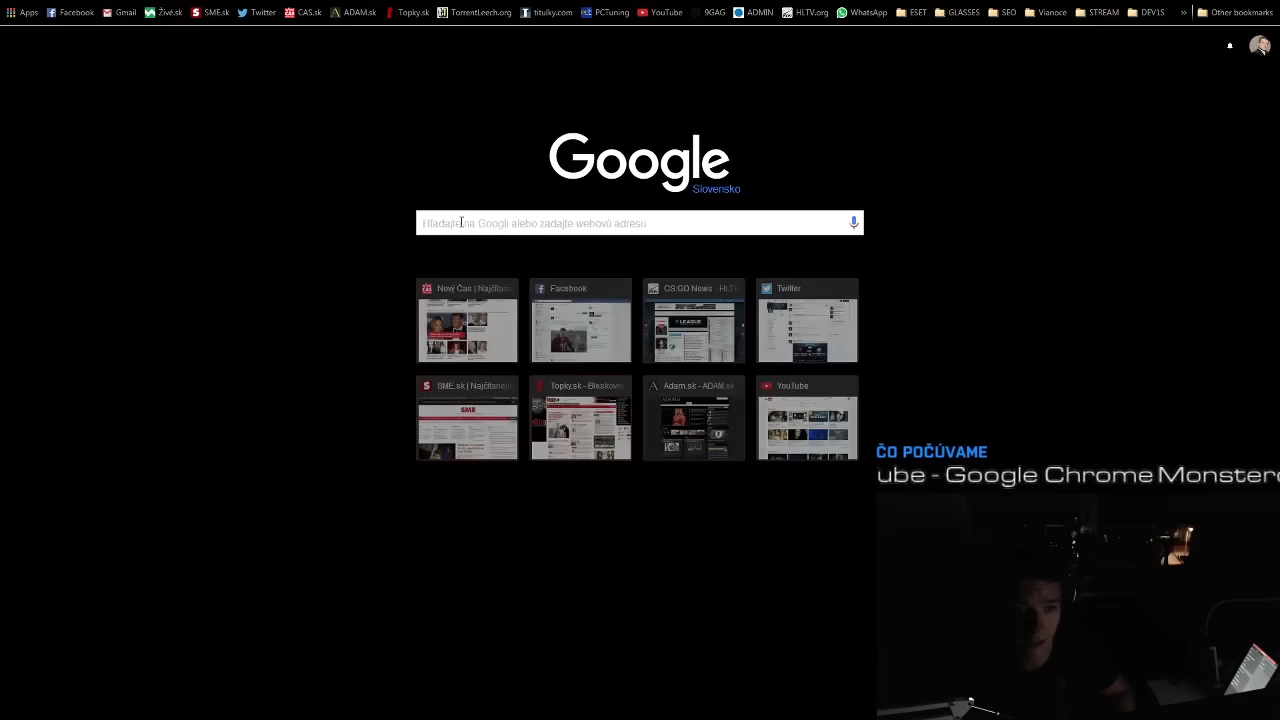 Apps Facebook Gmail Živé.sk SME.sk Twitter CAS.sk ADAM.sk Topky.sk TorrentLeech.org titulky.com PCTuning YouTube 9GAG ADMIN HLTV.org WhatsApp ESET GLASSES SEO Vianoce STREAM DEV1S » Other bookmarks
Google
Slovensko
Hľadajte na Googli alebo zadajte webovú adresu
Nový Čas | Najčítane Facebook CS:GO News - HLTV Twitter
SME.sk | Najčítanejš Topky.sk - Bleskové Adam.sk - ADAM.sk YouTube
ČO POČÚVAME
ube - Google Chrome Monsterc